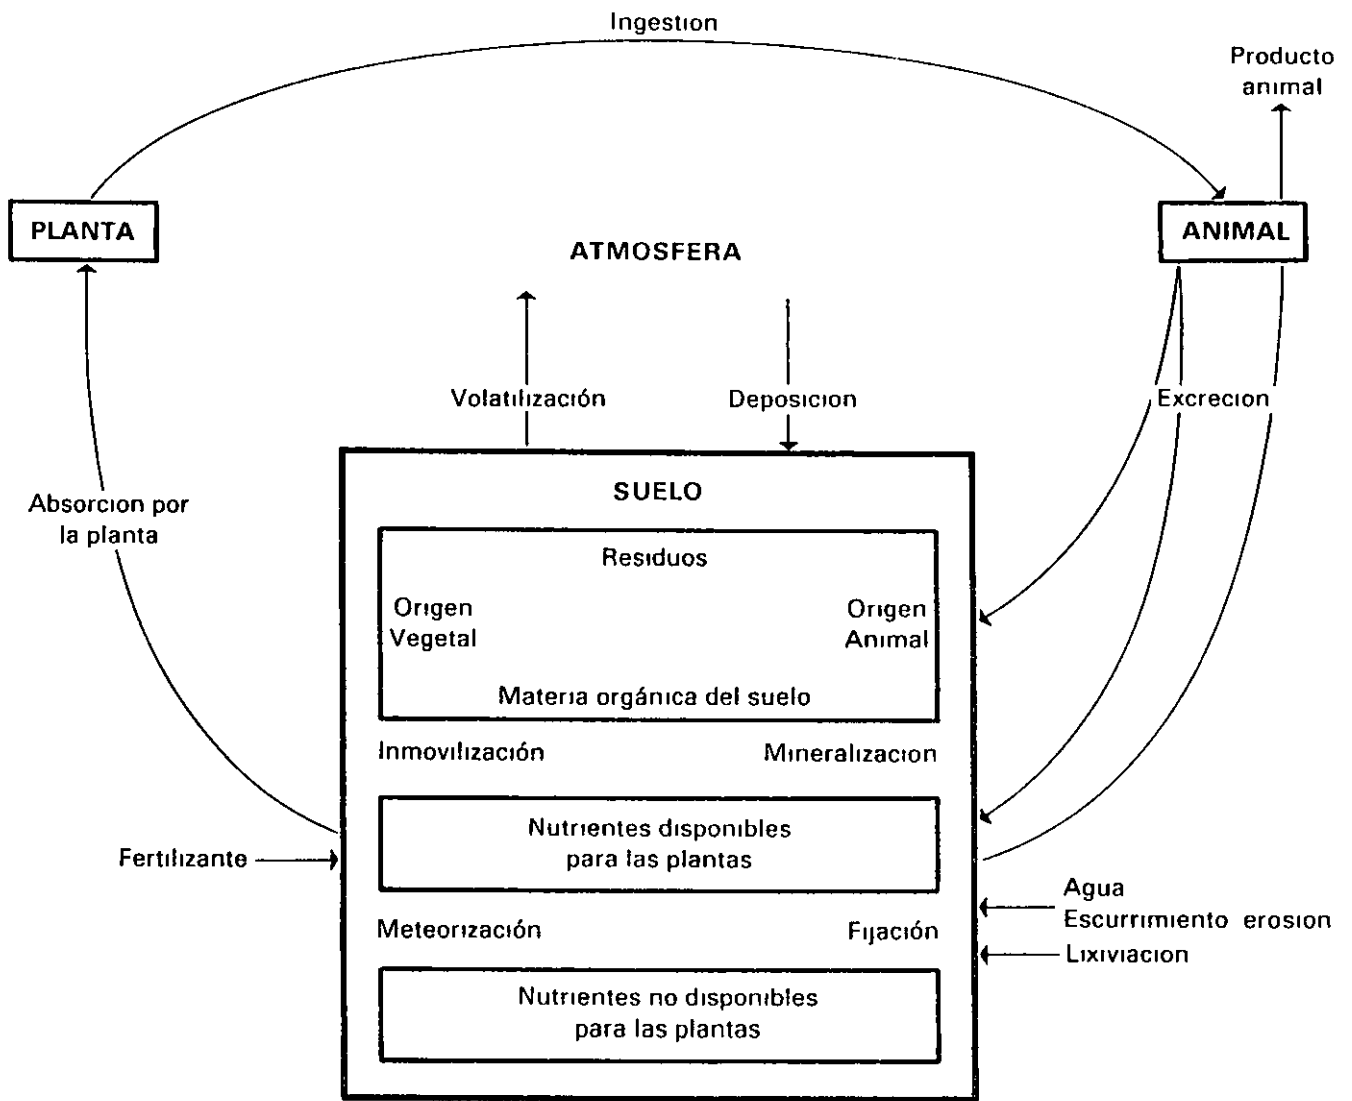 Ingestion
Producto
animal
PLANTA
ANIMAL
ATMOSFERA
Volatilización
Deposicion
Excrecion
SUELO
Absorcion por
la planta
Residuos
Origen
Vegetal
Origen
Animal
Materia orgánica del suelo
Inmovilización
Mineralizacion
Nutrientes disponibles
para las plantas
Fertilizante
Agua
Escurrimiento erosion
Meteorización
Fijación
Lixiviacion
Nutrientes no disponibles
para las plantas